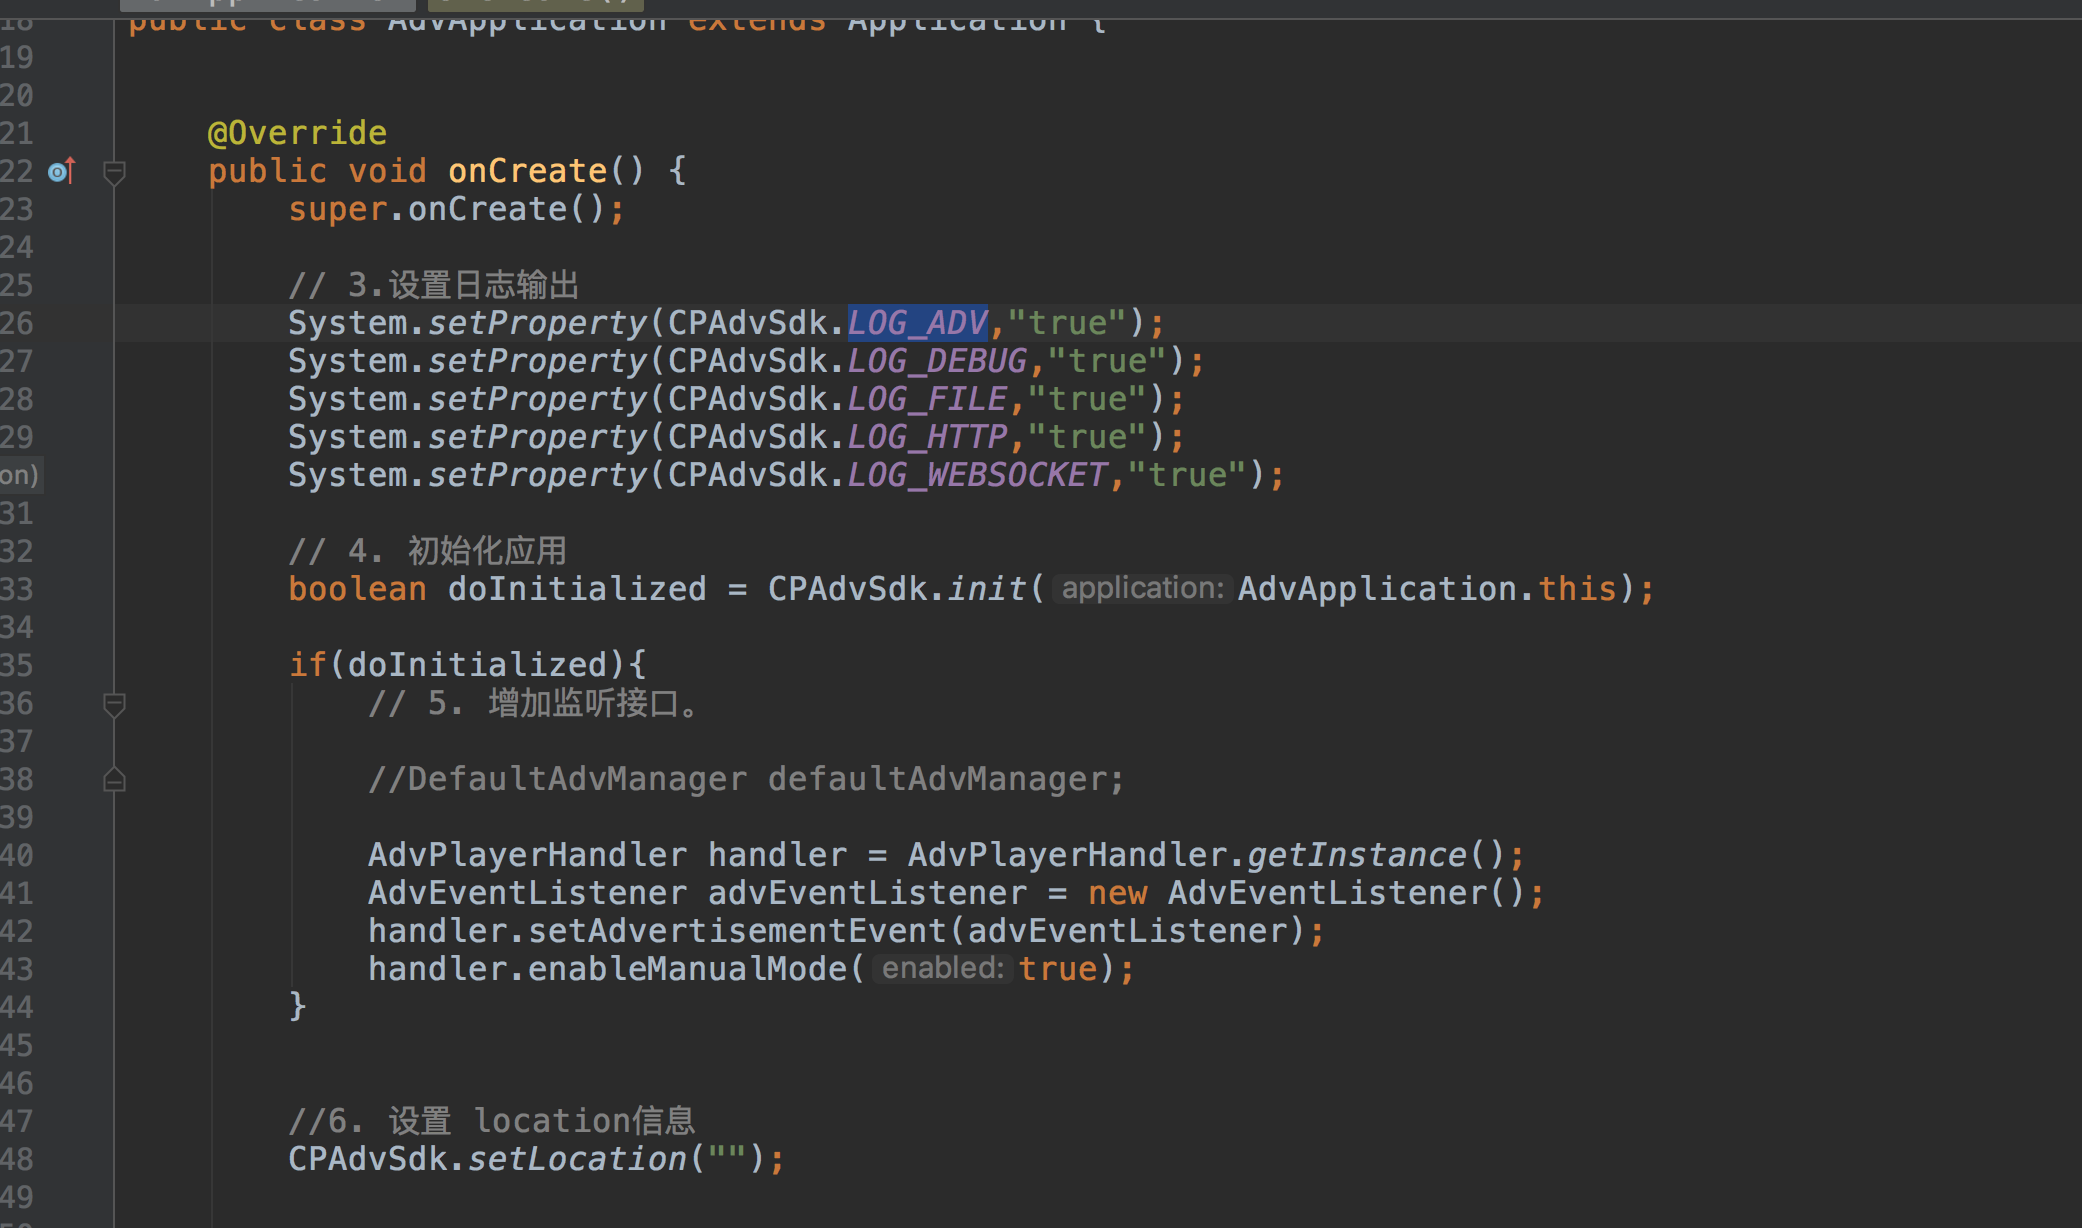 18 public class AdvApplication extends Application {
19
20
21 @Override
22 public void onCreate() {
23 super.onCreate();
24
25 // 3.设置日志输出
26 System.setProperty(CPAdvSdk.LOG_ADV,"true");
27 System.setProperty(CPAdvSdk.LOG_DEBUG,"true");
28 System.setProperty(CPAdvSdk.LOG_FILE,"true");
29 System.setProperty(CPAdvSdk.LOG_HTTP,"true");
on) System.setProperty(CPAdvSdk.LOG_WEBSOCKET,"true");
31
32 // 4. 初始化应用
33 boolean doInitialized = CPAdvSdk.init( application: AdvApplication.this);
34
35 if(doInitialized){
36 // 5. 增加监听接口。
37
38 //DefaultAdvManager defaultAdvManager;
39
40 AdvPlayerHandler handler = AdvPlayerHandler.getInstance();
41 AdvEventListener advEventListener = new AdvEventListener();
42 handler.setAdvertisementEvent(advEventListener);
43 handler.enableManualMode( enabled: true);
44 }
45
46
47 //6. 设置 location信息
48 CPAdvSdk.setLocation("");
49